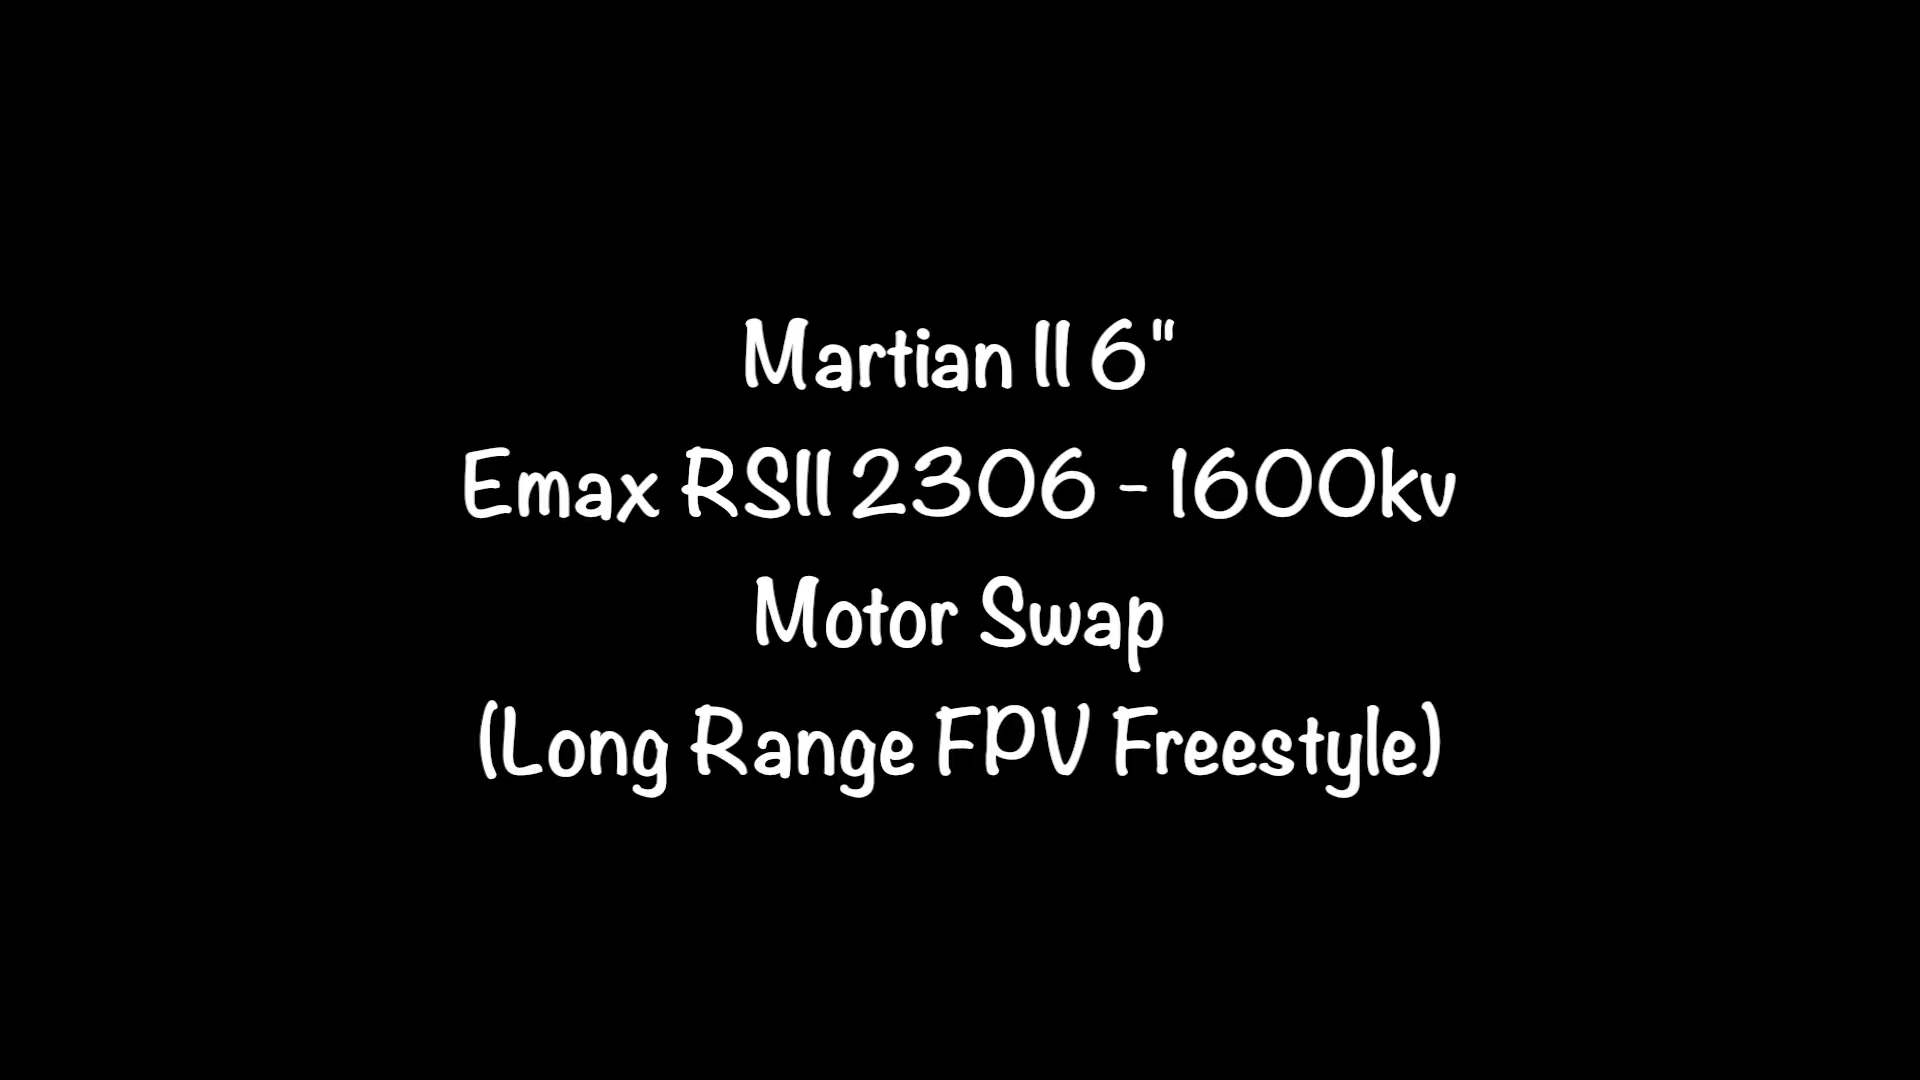 Martian II 6"
Emax RSII 2306 - 1600kv
Motor Swap
(Long Range FPV Freestyle)